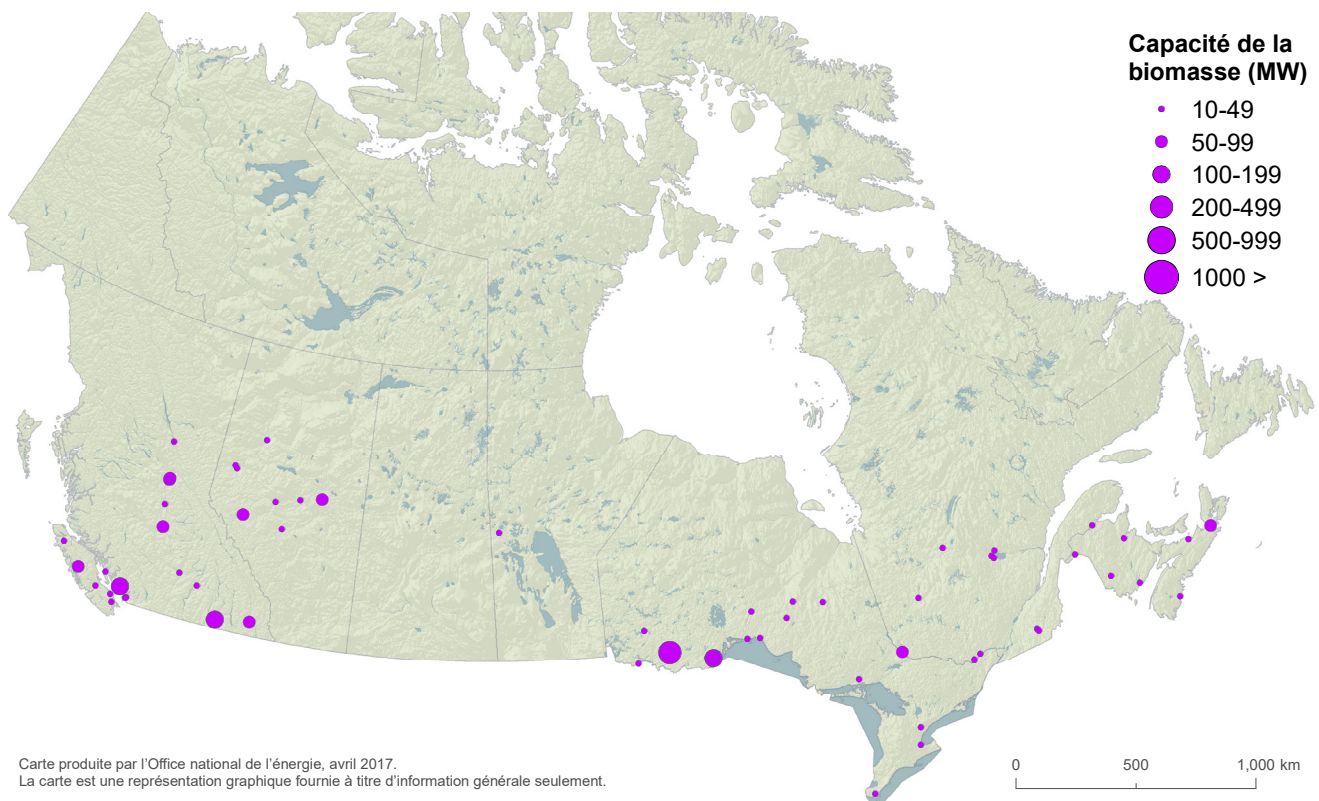 Capacité de la
biomasse (MW)
10-49
50-99
100-199
200-499
500-999
1000 >
Carte produite par l’Office national de l’énergie, avril 2017.
La carte est une représentation graphique fournie à titre d’information générale seulement.
0 500 1,000 km